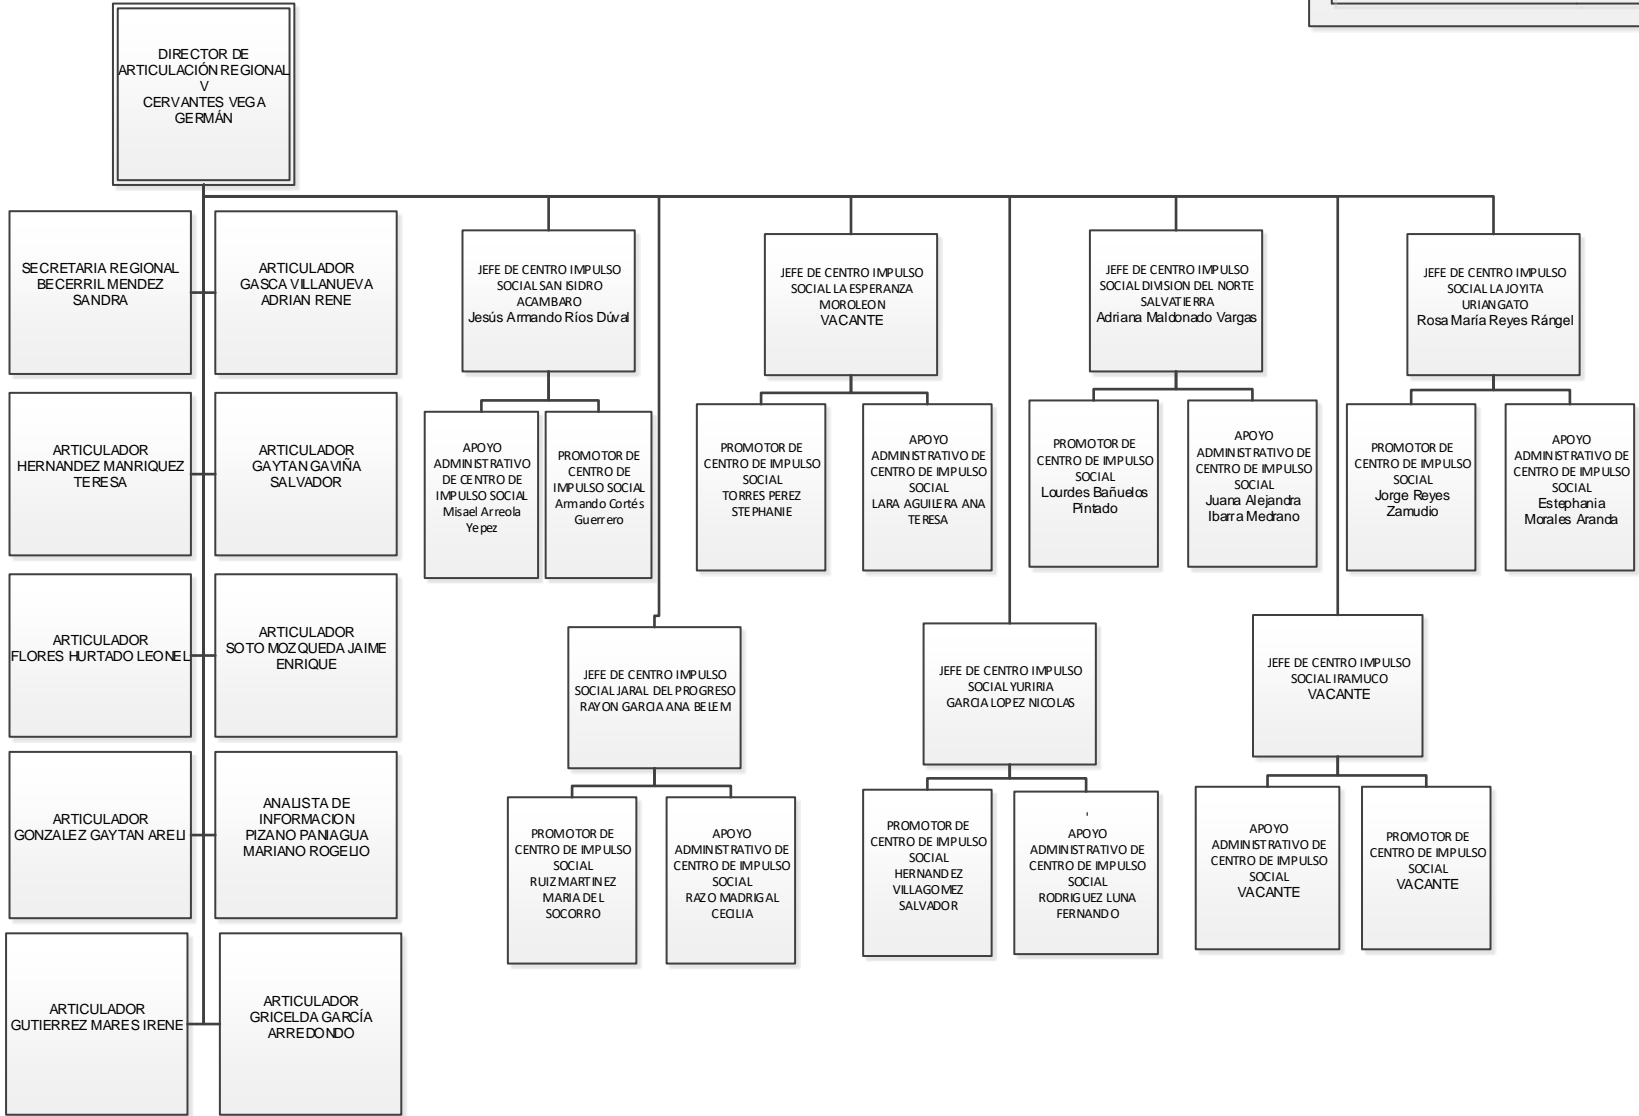 DIRECTOR DE
ARTICULACIÓN REGIONAL
V
CERVANTES VEGA
GERMÁN
SECRETARIA REGIONAL
BECERRIL MENDEZ
SANDRA
ARTICULADOR
GASCA VILLANUEVA
ADRIAN RENE
ARTICULADOR
HERNANDEZ MANRIQUEZ
TERESA
ARTICULADOR
GAYTAN GAVIÑA
SALVADOR
ARTICULADOR
FLORES HURTADO LEONEL
ARTICULADOR
SOTO MOZQUEDA JAIME
ENRIQUE
ARTICULADOR
GONZALEZ GAYTAN ARELI
ANALISTA DE
INFORMACION
PIZANO PANIAGUA
MARIANO ROGELIO
ARTICULADOR
GUTIERREZ MARES IRENE
ARTICULADOR
GRICELDA GARCÍA
ARREDONDO
JEFE DE CENTRO IMPULSO
SOCIAL SAN ISIDRO
ACAMBARO
Jesús Armando Ríos Dúval
APOYO
ADMINISTRATIVO
DE CENTRO DE
IMPULSO SOCIAL
Misael Arreola
Yepez
PROMOTOR DE
CENTRO DE
IMPULSO SOCIAL
Armando Cortés
Guerrero
JEFE DE CENTRO IMPULSO
SOCIAL LA ESPERANZA
MOROLEON
VACANTE
PROMOTOR DE
CENTRO DE IMPULSO
SOCIAL
TORRES PEREZ
STEPHANIE
APOYO
ADMINISTRATIVO DE
CENTRO DE IMPULSO
SOCIAL
LARA AGUILERA ANA
TERESA
JEFE DE CENTRO IMPULSO
SOCIAL DIVISION DEL NORTE
SALVATIERRA
Adriana Maldonado Vargas
PROMOTOR DE
CENTRO DE IMPULSO
SOCIAL
Lourdes Bañuelos
Pintado
APOYO
ADMINISTRATIVO DE
CENTRO DE IMPULSO
SOCIAL
Juana Alejandra
Ibarra Medrano
JEFE DE CENTRO IMPULSO
SOCIAL LA JOYITA
URIANGATO
Rosa María Reyes Rángel
PROMOTOR DE
CENTRO DE IMPULSO
SOCIAL
Jorge Reyes
Zamudio
APOYO
ADMINISTRATIVO DE
CENTRO DE IMPULSO
SOCIAL
Estephania
Morales Aranda
JEFE DE CENTRO IMPULSO
SOCIAL JARAL DEL PROGRESO
RAYON GARCIA ANA BELEM
PROMOTOR DE
CENTRO DE IMPULSO
SOCIAL
RUIZ MARTINEZ
MARIA DEL
SOCORRO
APOYO
ADMINISTRATIVO DE
CENTRO DE IMPULSO
SOCIAL
RAZO MADRIGAL
CECILIA
JEFE DE CENTRO IMPULSO
SOCIAL YURIRIA
GARCIA LOPEZ NICOLAS
PROMOTOR DE
CENTRO DE IMPULSO
SOCIAL
HERNANDEZ
VILLAGOMEZ
SALVADOR
'
APOYO
ADMINISTRATIVO DE
CENTRO DE IMPULSO
SOCIAL
RODRIGUEZ LUNA
FERNANDO
JEFE DE CENTRO IMPULSO
SOCIAL IRAMUCO
VACANTE
APOYO
ADMINISTRATIVO DE
CENTRO DE IMPULSO
SOCIAL
VACANTE
PROMOTOR DE
CENTRO DE IMPULSO
SOCIAL
VACANTE